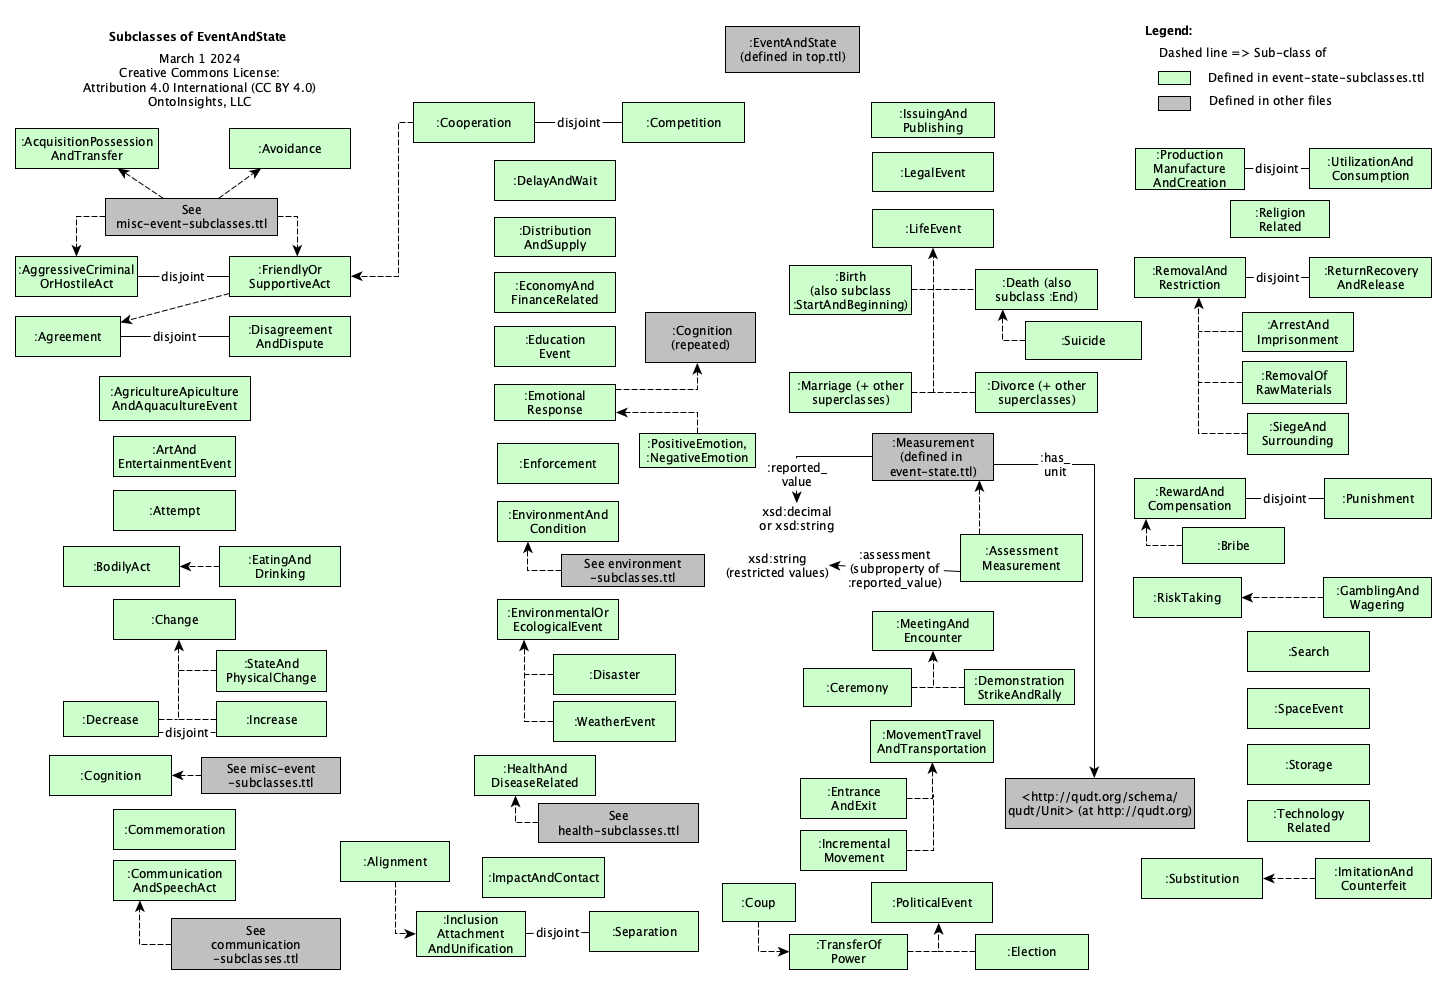 Subclasses of EventAndState
March 1 2024
Creative Commons License:
Attribution 4.0 International (CC BY 4.0)
OntoInsights, LLC
:EventAndState
(defined in top.ttl)
Legend:
Dashed line => Sub-class of
Defined in event-state-subclasses.ttl
Defined in other files
:AcquisitionPossession
AndTransfer
:Avoidance
See
misc-event-subclasses.ttl
:AggressiveCriminal
OrHostileAct
disjoint
:FriendlyOr
SupportiveAct
:Agreement
disjoint
:Disagreement
AndDispute
:AgricultureApiculture
AndAquacultureEvent
:ArtAnd
EntertainmentEvent
:Attempt
:BodilyAct
:EatingAnd
Drinking
:Change
:StateAnd
PhysicalChange
:Decrease
disjoint
:Increase
:Cognition
See misc-event
-subclasses.ttl
:Commemoration
:Communication
AndSpeechAct
See
communication
-subclasses.ttl
:Cooperation
disjoint
:Competition
:DelayAndWait
:Distribution
AndSupply
:EconomyAnd
FinanceRelated
:Education
Event
:Cognition
(repeated)
:Emotional
Response
:PositiveEmotion,
:NegativeEmotion
:Enforcement
:EnvironmentAnd
Condition
See environment
-subclasses.ttl
:EnvironmentalOr
EcologicalEvent
:Disaster
:WeatherEvent
:HealthAnd
DiseaseRelated
See
health-subclasses.ttl
:Alignment
:ImpactAndContact
:Inclusion
Attachment
AndUnification
disjoint
:Separation
:IssuingAnd
Publishing
:LegalEvent
:LifeEvent
:Birth
(also subclass
:StartAndBeginning)
:Death (also
subclass :End)
:Suicide
:Marriage (+ other
superclasses)
:Divorce (+ other
superclasses)
:Measurement
(defined in
event-state.ttl)
:reported_
value
xsd:decimal
or xsd:string
:has_
unit
:Assessment
Measurement
:assessment
(subproperty of
:reported_value)
xsd:string
(restricted values)
:MeetingAnd
Encounter
:Ceremony
:Demonstration
StrikeAndRally
:MovementTravel
AndTransportation
:Entrance
AndExit
:Incremental
Movement
<http://qudt.org/schema/
qudt/Unit> (at http://qudt.org)
:Coup
:PoliticalEvent
:TransferOf
Power
:Election
:Production
Manufacture
AndCreation
disjoint
:UtilizationAnd
Consumption
:Religion
Related
:RemovalAnd
Restriction
disjoint
:ReturnRecovery
AndRelease
:ArrestAnd
Imprisonment
:RemovalOf
RawMaterials
:SiegeAnd
Surrounding
:RewardAnd
Compensation
disjoint
:Punishment
:Bribe
:RiskTaking
:GamblingAnd
Wagering
:Search
:SpaceEvent
:Storage
:Technology
Related
:Substitution
:ImitationAnd
Counterfeit